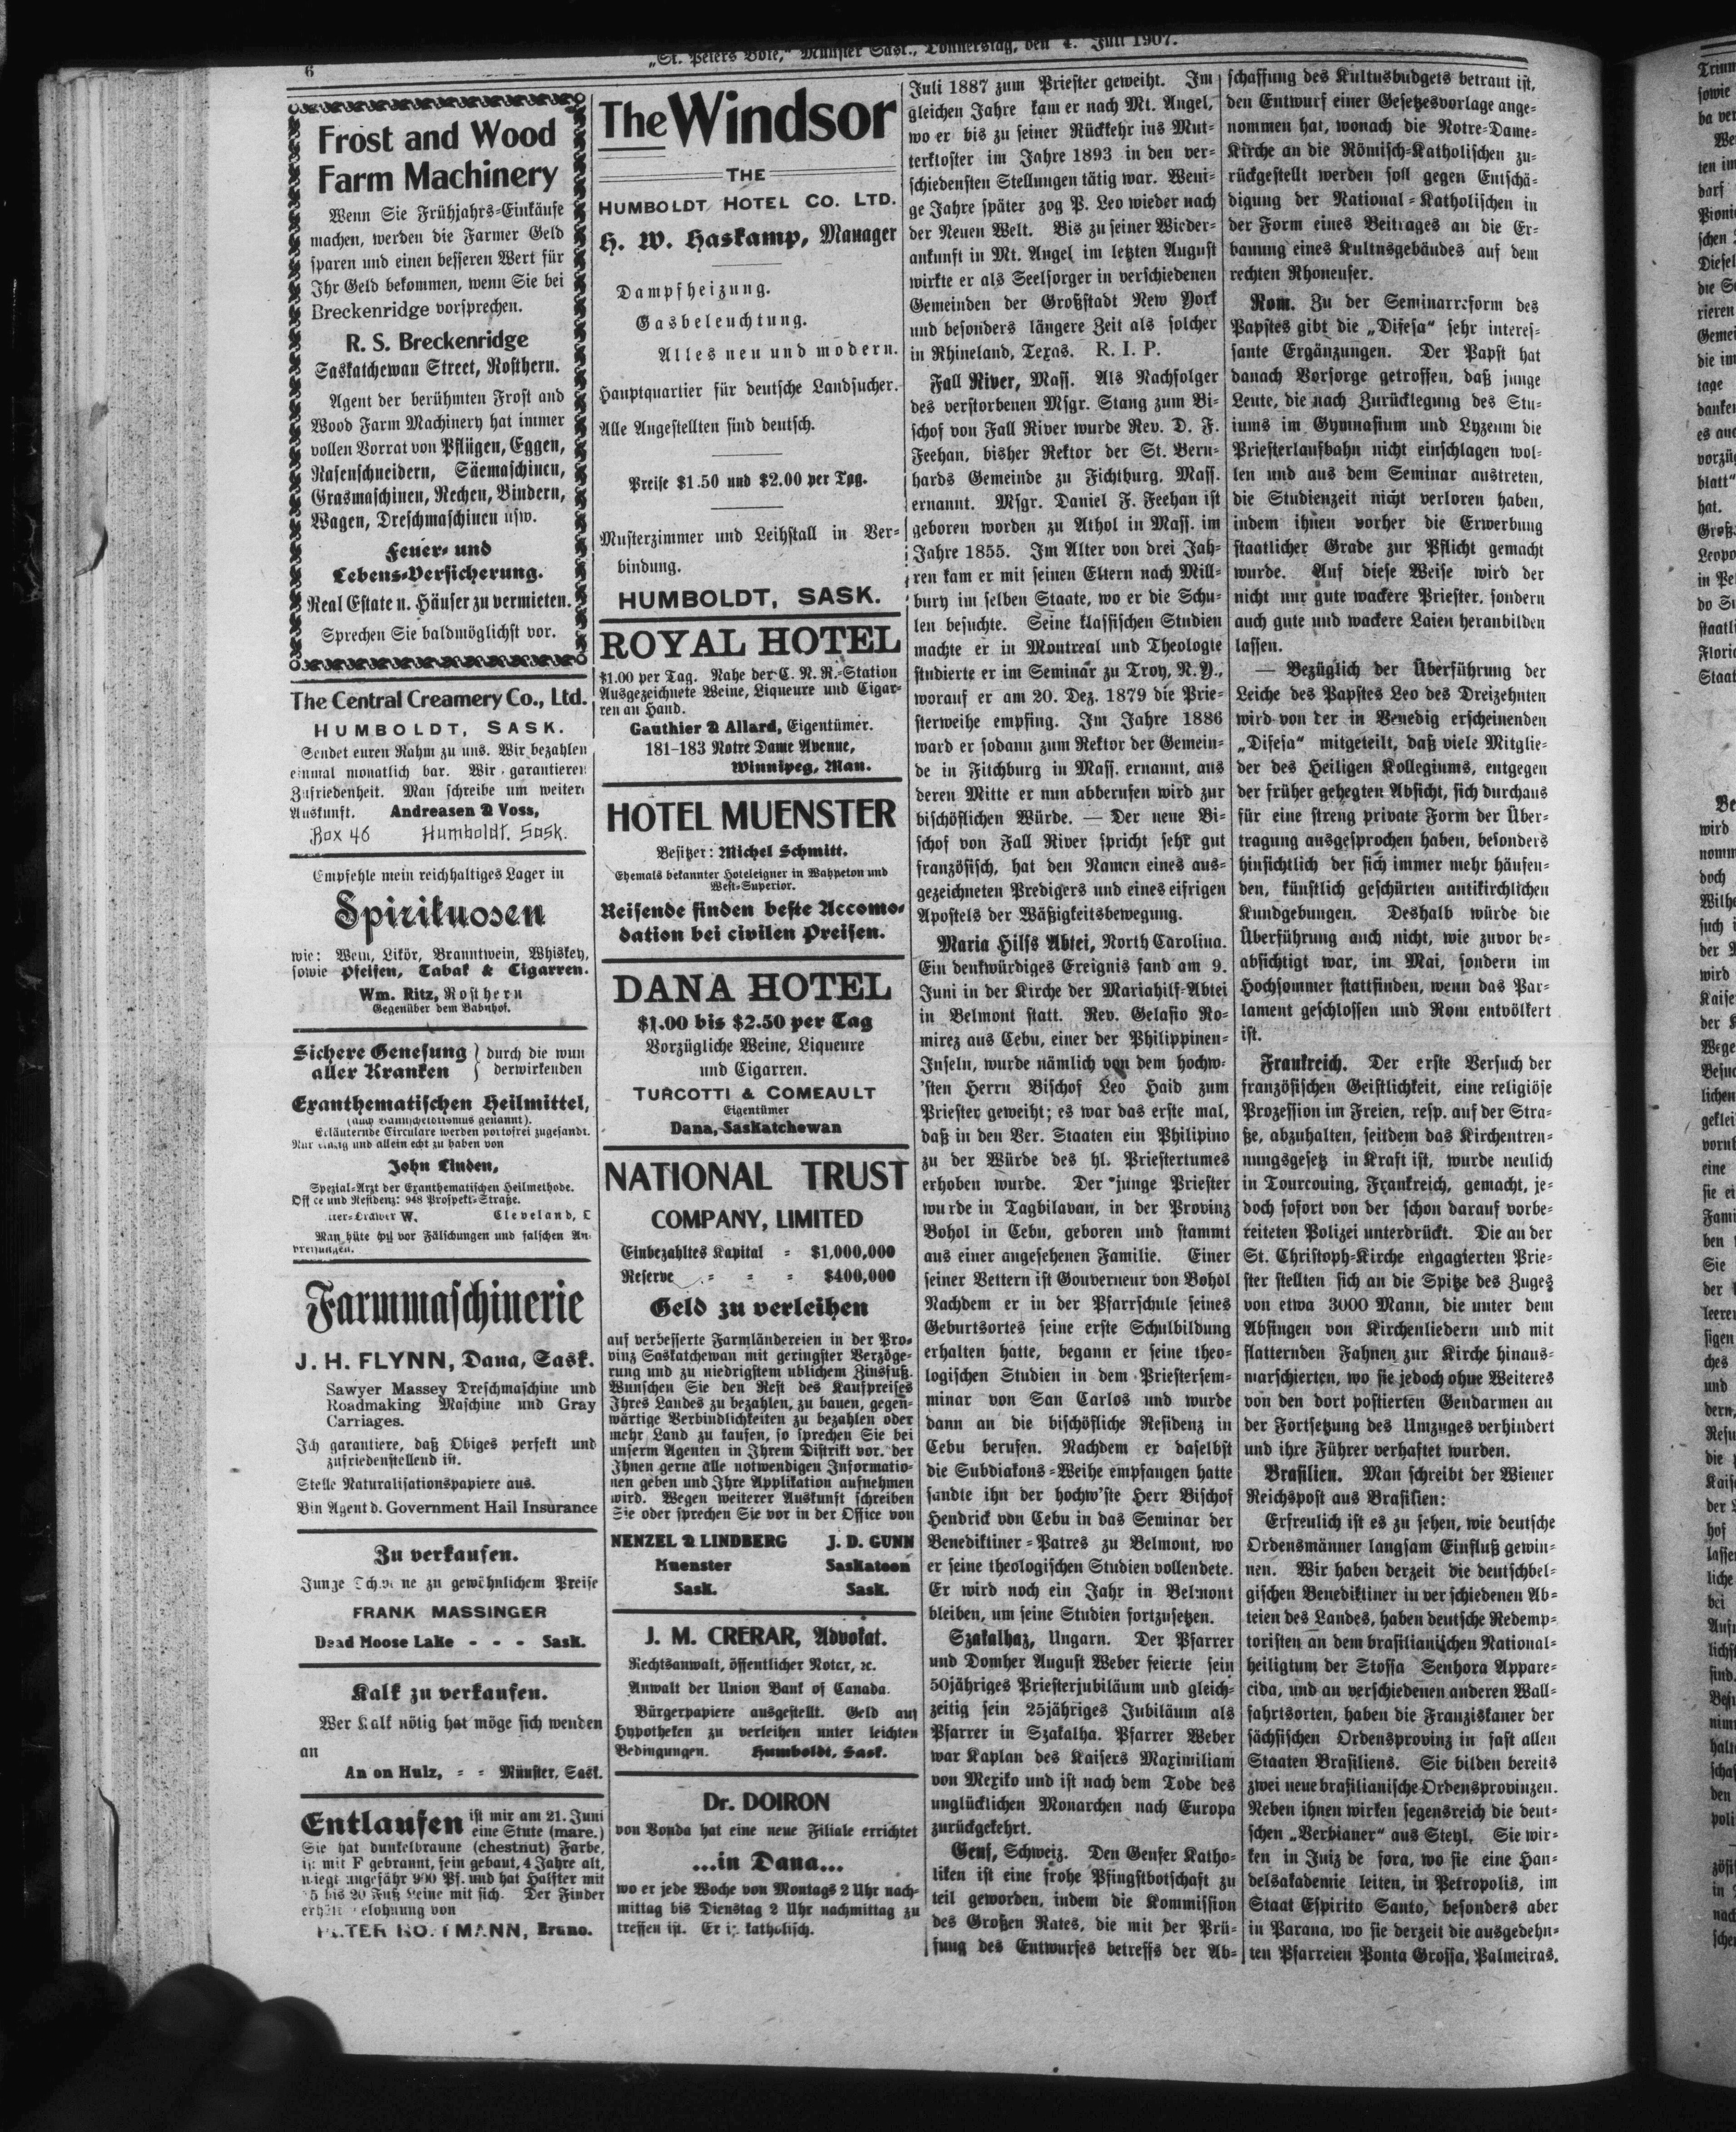 6
„St. Peters Bote,“ Münster Sask., Donnerstag, den 4. Juli 1907.
Frost and Wood
Farm Machinery
Wenn Sie Frühjahrs-Einkäufe
machen, werden die Farmer Geld
sparen und einen besseren Wert für
Ihr Geld bekommen, wenn Sie bei
Breckenridge vorsprechen.
R. S. Breckenridge
Saskatchewan Street, Rosthern.
Agent der berühmten Frost and
Wood Farm Machinery hat immer
vollen Vorrat von Pflügen, Eggen,
Rasenschneidern, Säemaschinen,
Grasmaschinen, Rechen, Bindern,
Wagen, Dreschmaschinen usw.
Feuer- und
Lebens-Versicherung.
Real Estate u. Häuser zu vermieten.
Sprechen Sie baldmöglichst vor.
The Central Creamery Co., Ltd.
HUMBOLDT, SASK.
Sendet euren Rahm zu uns. Wir bezahlen
einmal monatlich bar. Wir garantieren
Zufriedenheit. Man schreibe um weitere
Auskunft. Andreasen & Voss,
Box 46 Humboldt. Sask.
Empfehle mein reichhaltiges Lager in
Spirituosen
wie: Wein, Likör, Branntwein, Whiskey,
sowie Pfeifen, Tabak & Cigarren.
Wm. Ritz, Rosthern
Gegenüber dem Bahnhof.
Sichere Genesung } durch die wun
aller Kranken } derwirkenden
Exanthematischen Heilmittel,
(auch Baunscheidtismus genannt).
Erläuternde Circulare werden portofrei zugesandt.
Nur einzig und allein echt zu haben von
John Linden,
Spezial-Arzt der Exanthematischen Heilmethode.
Office und Residenz: 948 Prospekt-Straße.
W. Cleveland,
Man hüte sich vor Fälschungen und falschen An-
preisungen.
Farmmaschinerie
J. H. FLYNN, Dana, Sask.
Sawyer Massey Dreschmaschine und
Roadmaking Maschine und Gray
Carriages.
Ich garantiere, daß Obiges perfekt und
zufriedenstellend ist.
Stelle Naturalisationspapiere aus.
Bin Agent d. Government Hail Insurance
Zu verkaufen.
Junge zu gewöhnlichem Preise
FRANK MASSINGER
Dead Moose Lake - - - Sask.
Kalk zu verkaufen.
Wer Kalk nötig hat möge sich wenden
an
Hulz, - - Münster, Sask.
Entlaufen ist mir am 21. Juni
eine Stute (mare.)
Sie hat dunkelbraune (chestnut) Farbe,
ist mit F gebrannt, fein gebaut, 4 Jahre alt,
wiegt ungefähr 900 Pf. und hat Halfter mit
15 bis 20 Fuß Leine mit sich. Der Finder
erhält Belohnung von
Bruno.
The Windsor
THE
HUMBOLDT HOTEL CO. LTD.
H. W. Haskamp, Manager
Dampfheizung.
Gasbeleuchtung.
Alles neu und modern.
Hauptquartier für deutsche Landsucher.
Alle Angestellten sind deutsch.
Preise $1.50 und $2.00 per Tag.
Musterzimmer und Leihstall in Ver-
bindung.
HUMBOLDT, SASK.
ROYAL HOTEL
$1.00 per Tag. Nahe der C. N. R.-Station
Ausgezeichnete Weine, Liqueure und Cigar-
ren an Hand.
Gauthier & Allard, Eigentümer.
181-183 Notre Dame Avenue,
Winnipeg, Man.
HOTEL MUENSTER
Besitzer: Michel Schmitt.
Ehemals bekannter Hoteleigner in Wahpeton und
West-Superior.
Reisende finden beste Accomo-
dation bei civilen Preisen.
DANA HOTEL
$1.00 bis $2.50 per Tag
Vorzügliche Weine, Liqueure
und Cigarren.
TURCOTTI & COMEAULT
Eigentümer
Dana, Saskatchewan
NATIONAL TRUST
COMPANY, LIMITED
Einbezahltes Kapital - $1,000,000
Reserve - - - $400,000
Geld zu verleihen
auf verbesserte Farmländereien in der Pro-
vinz Saskatchewan mit geringster Verzöge-
rung und zu niedrigstem üblichem Zinsfuß.
Wünschen Sie den Rest des Kaufpreises
Ihres Landes zu bezahlen, zu bauen, gegen-
wärtige Verbindlichkeiten zu bezahlen oder
mehr Land zu kaufen, so sprechen Sie bei
unserm Agenten in Ihrem Distrikt vor, der
Ihnen gerne alle notwendigen Informatio-
nen geben und Ihre Applikation aufnehmen
wird. Wegen weiterer Auskunft schreiben
Sie oder sprechen Sie vor in der Office von
NENZEL & LINDBERG J. D. GUNN
Muenster Saskatoon
Sask. Sask.
J. M. CRERAR, Advokat.
Rechtsanwalt, öffentlicher Notar, ꝛc.
Anwalt der Union Bank of Canada.
Bürgerpapiere ausgestellt. Geld auf
Hypotheken zu verleihen unter leichten
Bedingungen. Humboldt, Sask.
Dr. DOIRON
von Vonda hat eine neue Filiale errichtet
...in Dana...
wo er jede Woche von Montags 2 Uhr nach-
mittag bis Dienstag 2 Uhr nachmittag zu
treffen ist. Er ist katholisch.
Juli 1887 zum Priester geweiht. Im
gleichen Jahre kam er nach Mt. Angel,
wo er bis zu seiner Rückkehr ins Mut-
terkloster im Jahre 1893 in den ver-
schiedensten Stellungen tätig war. Weni-
ge Jahre später zog P. Leo wieder nach
der Neuen Welt. Bis zu seiner Wieder-
ankunft in Mt. Angel im letzten August
wirkte er als Seelsorger in verschiedenen
Gemeinden der Großstadt New York
und besonders längere Zeit als solcher
in Rhineland, Texas. R. I. P.
Fall River, Mass. Als Nachfolger
des verstorbenen Msgr. Stang zum Bi-
schof von Fall River wurde Rev. D. F.
Feehan, bisher Rektor der St. Bern-
hards Gemeinde zu Fichtburg, Mass.
ernannt. Msgr. Daniel F. Feehan ist
geboren worden zu Athol in Mass. im
Jahre 1855. Im Alter von drei Jah-
ren kam er mit seinen Eltern nach Mill-
bury im selben Staate, wo er die Schu-
len besuchte. Seine klassischen Studien
machte er in Montreal und Theologie
studierte er im Seminar zu Troy, N. Y.,
worauf er am 20. Dez. 1879 die Prie-
sterweihe empfing. Im Jahre 1886
ward er sodann zum Rektor der Gemein-
de in Fitchburg in Mass. ernannt, aus
deren Mitte er nun abberufen wird zur
bischöflichen Würde. — Der neue Bi-
schof von Fall River spricht sehr gut
französisch, hat den Namen eines aus-
gezeichneten Predigers und eines eifrigen
Apostels der Mäßigkeitsbewegung.
Maria Hilfs Abtei, North Carolina.
Ein denkwürdiges Ereignis fand am 9.
Juni in der Kirche der Mariahilf-Abtei
in Belmont statt. Rev. Gelasio Ro-
mirez aus Cebu, einer der Philippinen-
Inseln, wurde nämlich von dem hochw-
'sten Herrn Bischof Leo Haid zum
Priester geweiht; es war das erste mal,
daß in den Ver. Staaten ein Philipino
zu der Würde des hl. Priestertumes
erhoben wurde. Der junge Priester
wurde in Tagbilavan, in der Provinz
Bohol in Cebu, geboren und stammt
aus einer angesehenen Familie. Einer
seiner Vettern ist Gouverneur von Bohol
Nachdem er in der Pfarrschule seines
Geburtsortes seine erste Schulbildung
erhalten hatte, begann er seine theo-
logischen Studien in dem Priestersem-
minar von San Carlos und wurde
dann an die bischöfliche Residenz in
Cebu berufen. Nachdem er daselbst
die Subdiakons-Weihe empfangen hatte
sandte ihn der hochw'ste Herr Bischof
Hendrick von Cebu in das Seminar der
Benediktiner-Patres zu Belmont, wo
er seine theologischen Studien vollendete.
Er wird noch ein Jahr in Belmont
bleiben, um seine Studien fortzusetzen.
Szakalhaz, Ungarn. Der Pfarrer
und Domher August Weber feierte sein
50jähriges Priesterjubiläum und gleich-
zeitig sein 25jähriges Jubiläum als
Pfarrer in Szakalha. Pfarrer Weber
war Kaplan des Kaisers Maximiliam
von Mexiko und ist nach dem Tode des
unglücklichen Monarchen nach Europa
zurückgekehrt.
Genf, Schweiz. Den Genfer Katho-
liken ist eine frohe Pfingstbotschaft zu
teil geworden, indem die Kommission
des Großen Rates, die mit der Prü-
fung des Entwurfes betreffs der Ab-
schaffung des Kultusbudgets betraut ist,
den Entwurf einer Gesetzesvorlage ange-
nommen hat, wonach die Notre-Dame-
Kirche an die Römisch-Katholischen zu-
rückgestellt werden soll gegen Entschä-
digung der National-Katholischen in
der Form eines Beitrages an die Er-
bauung eines Kultusgebäudes auf dem
rechten Rhoneufer.
Rom. Zu der Seminarreform des
Papstes gibt die „Difesa“ sehr interes-
sante Ergänzungen. Der Papst hat
danach Vorsorge getroffen, daß junge
Leute, die nach Zurücklegung des Stu-
iums im Gymnasium und Lyzeum die
Priesterlaufbahn nicht einschlagen wol-
len und aus dem Seminar austreten,
die Studienzeit nicht verloren haben,
indem ihnen vorher die Erwerbung
staatlicher Grade zur Pflicht gemacht
wurde. Auf diese Weise wird der
nicht nur gute wackere Priester, sondern
auch gute und wackere Laien heranbilden
lassen.
— Bezüglich der Überführung der
Leiche des Papstes Leo des Dreizehnten
wird von der in Venedig erscheinenden
„Difesa“ mitgeteilt, daß viele Mitglie-
der des Heiligen Kollegiums, entgegen
der früher gehegten Absicht, sich durchaus
für eine streng private Form der Über-
tragung ausgesprochen haben, besonders
hinsichtlich der sich immer mehr häufen-
den, künstlich geschürten antikirchlichen
Kundgebungen. Deshalb würde die
Überführung auch nicht, wie zuvor be-
absichtigt war, im Mai, sondern im
Hochsommer stattfinden, wenn das Par-
lament geschlossen und Rom entvölkert
ist.
Frankreich. Der erste Versuch der
französischen Geistlichkeit, eine religiöse
Prozession im Freien, resp. auf der Stra-
ße, abzuhalten, seitdem das Kirchentren-
nungsgesetz in Kraft ist, wurde neulich
in Tourcouing, Frankreich, gemacht, je-
doch sofort von der schon darauf vorbe-
reiteten Polizei unterdrückt. Die an der
St. Christoph-Kirche engagierten Prie-
ster stellten sich an die Spitze des Zuges
von etwa 3000 Mann, die unter dem
Absingen von Kirchenliedern und mit
flatternden Fahnen zur Kirche hinaus-
marschierten, wo sie jedoch ohne Weiteres
von den dort postierten Gendarmen an
der Fortsetzung des Umzuges verhindert
und ihre Führer verhaftet wurden.
Brasilien. Man schreibt der Wiener
Reichspost aus Brasilien:
Erfreulich ist es zu sehen, wie deutsche
Ordensmänner langsam Einfluß gewin-
nen. Wir haben derzeit die deutschbel-
gischen Benediktiner in verschiedenen Ab-
teien des Landes, haben deutsche Redemp-
toristen an dem brasilianischen National-
heiligtum der Stossa Senhora Appare-
cida, und an verschiedenen anderen Wall-
fahrtsorten, haben die Franziskaner der
sächsischen Ordensprovinz in fast allen
Staaten Brasiliens. Sie bilden bereits
zwei neue brasilianische Ordensprovinzen.
Neben ihnen wirken segensreich die deut-
schen „Verbianer“ aus Steyl. Sie wir-
ken in Juiz de fora, wo sie eine Han-
delsakademie leiten, in Petropolis, im
Staat Espirito Santo, besonders aber
in Parana, wo sie derzeit die ausgedehn-
ten Pfarreien Ponta Grossa, Palmeiras,